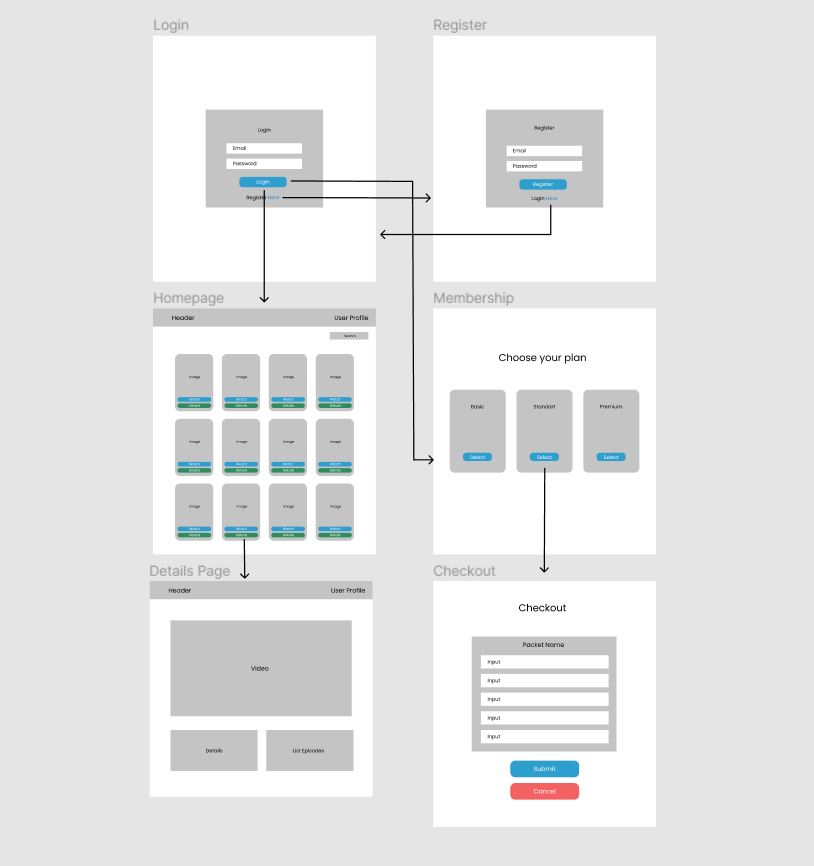 Login
Login
Email
Password
Login
Register Here
Register
Register
Email
Password
Register
Login Here
Homepage
Header
User Profile
Search
Image
Image
Image
Image
Watch
Watch
Watch
Watch
Details
Details
Details
Details
Image
Image
Image
Image
Watch
Watch
Watch
Watch
Details
Details
Details
Details
Image
Image
Image
Image
Watch
Watch
Watch
Watch
Details
Details
Details
Details
Membership
Choose your plan
Basic
Standart
Premium
Select
Select
Select
Details Page
Header
User Profile
Video
Details
List Episodes
Checkout
Checkout
Packet Name
Input
Input
Input
Input
Input
Submit
Cancel